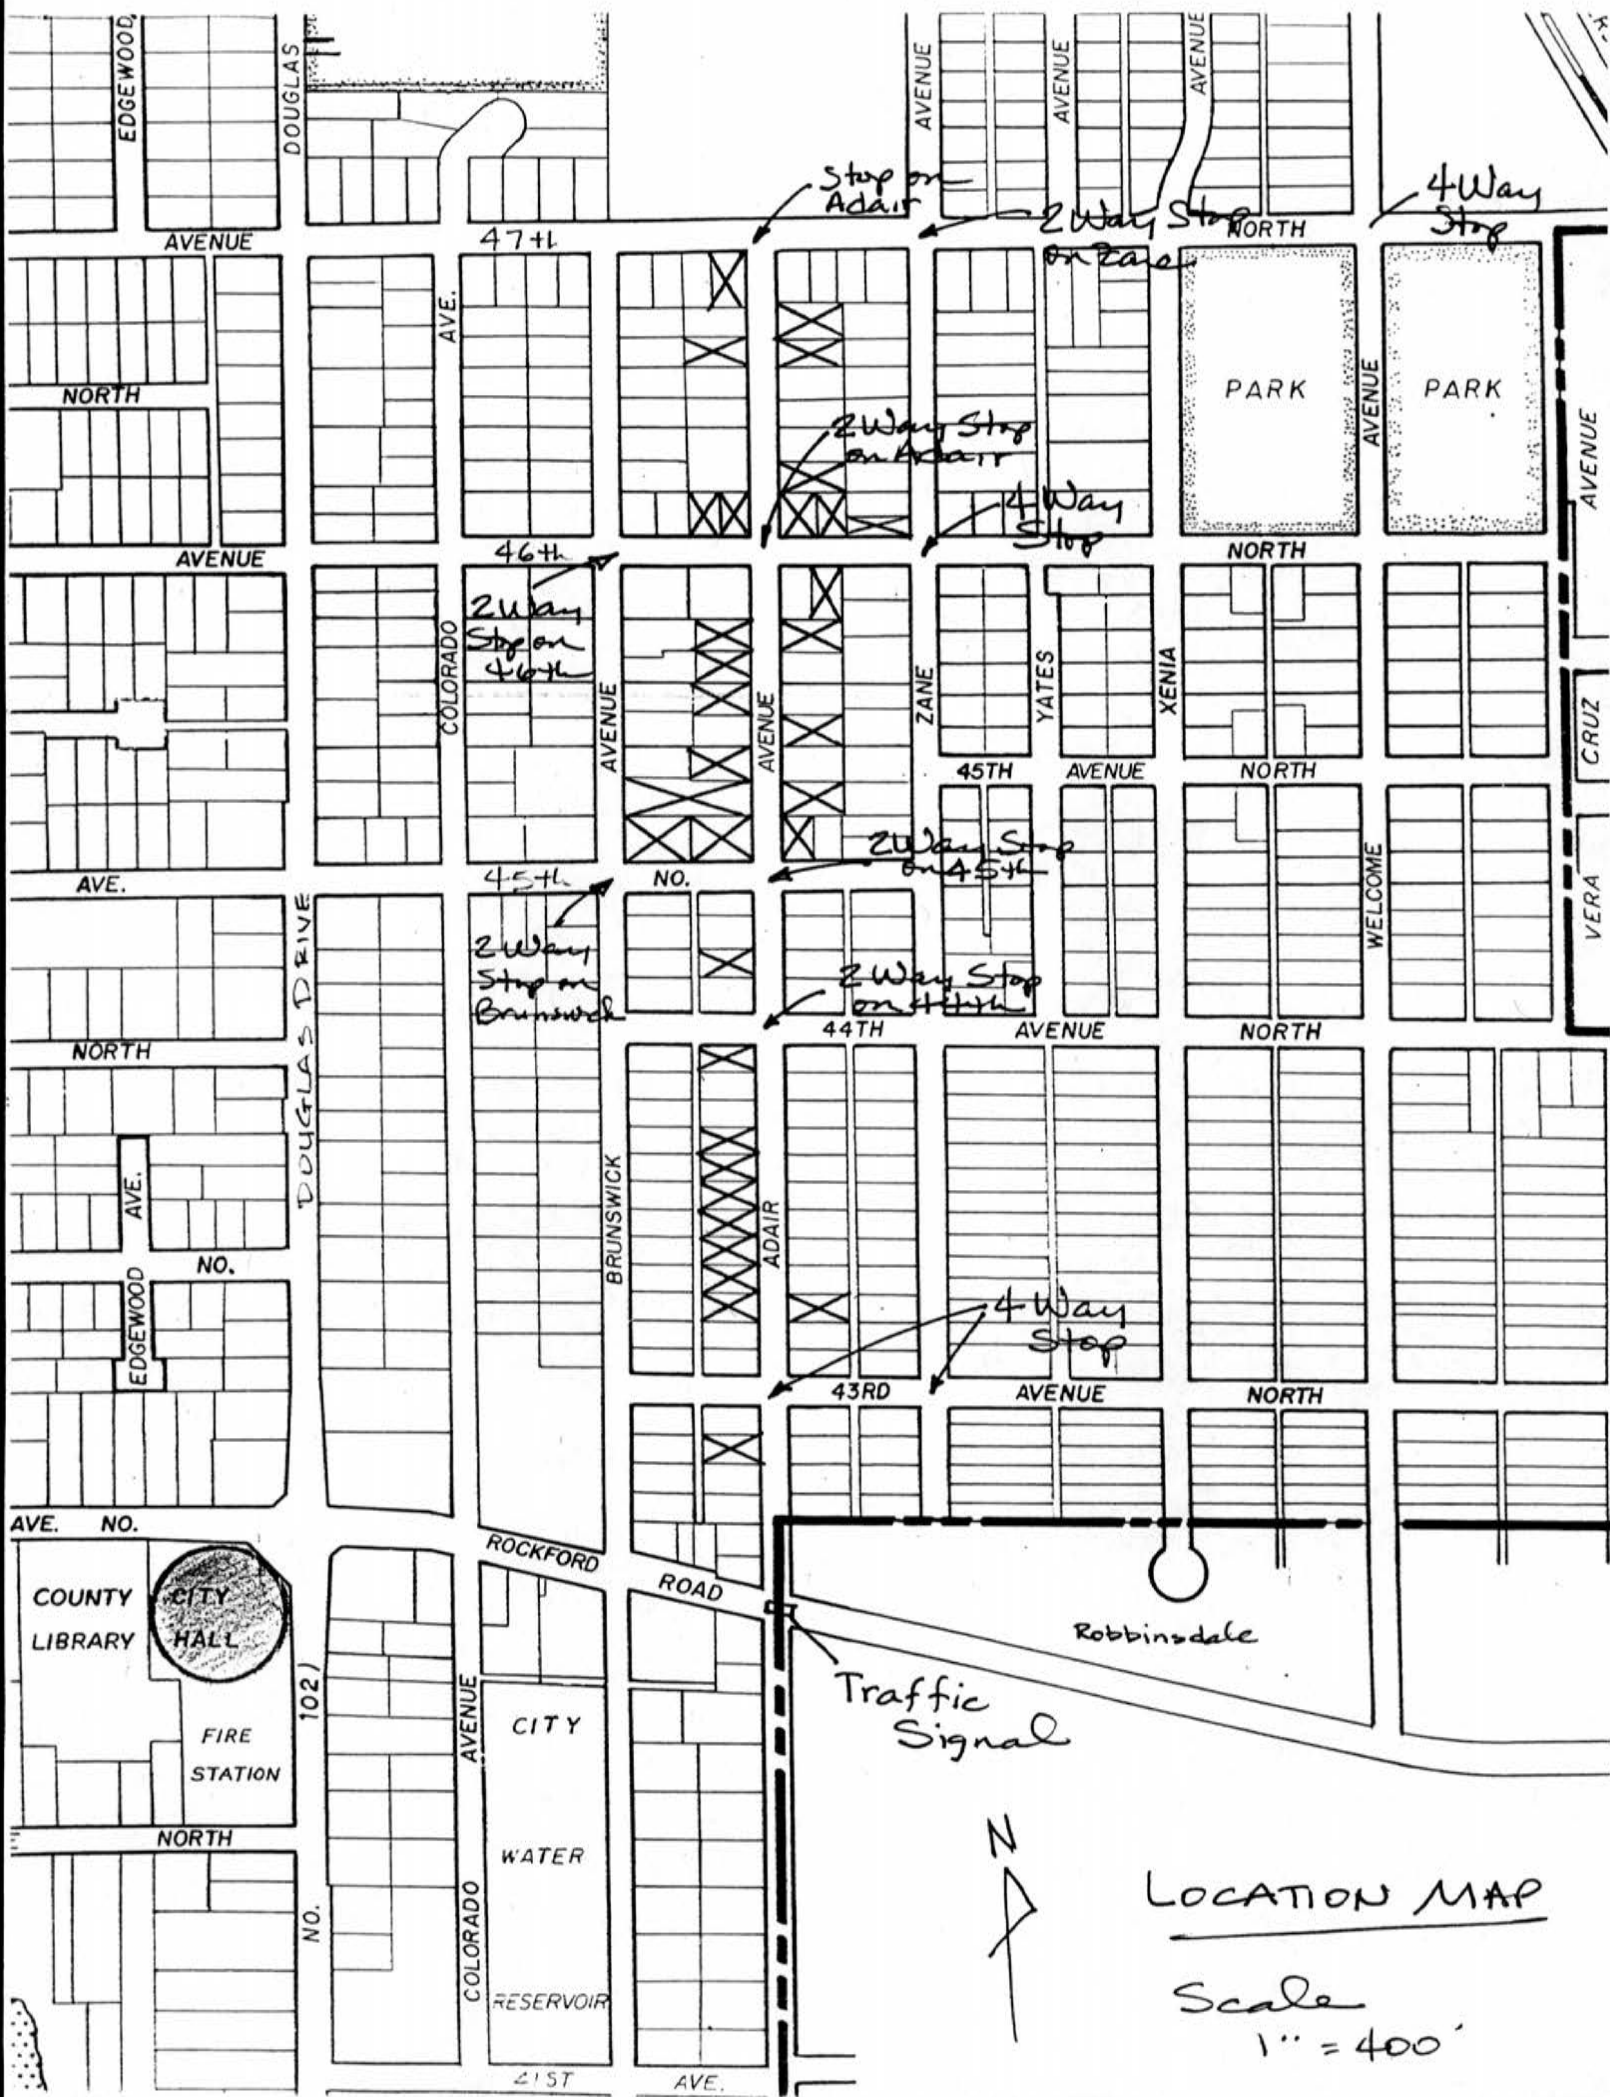 EDGEWOOD
DOUGLAS
AVENUE
AVENUE
AVENUE
Stop on
Adair
2 Way Stop
on Zane
4 Way
Stop
AVENUE
47th
NORTH
AVE.
NORTH
PARK
AVENUE
PARK
AVENUE
2 Way Stop
on Adair
4 Way
Stop
AVENUE
46th
NORTH
2 Way
Stop on
46th
COLORADO
AVENUE
AVENUE
ZANE
YATES
XENIA
CRUZ
45TH AVENUE NORTH
2 Way Stop
on 45th
AVE.
45th
NO.
WELCOME
VERA
DOUGLAS DRIVE
2 Way
Stop on
Brunswick
2 Way Stop
on 44th
NORTH
44TH AVENUE NORTH
AVE.
BRUNSWICK
ADAIR
NO.
EDGEWOOD
4 Way
Stop
43RD AVENUE NORTH
AVE. NO.
ROCKFORD ROAD
COUNTY
LIBRARY
CITY
HALL
Robbinsdale
102)
Traffic
Signal
FIRE
STATION
AVENUE
CITY
WATER
RESERVOIR
NORTH
NO.
COLORADO
N
LOCATION MAP
Scale
1" = 400'
41ST AVE.